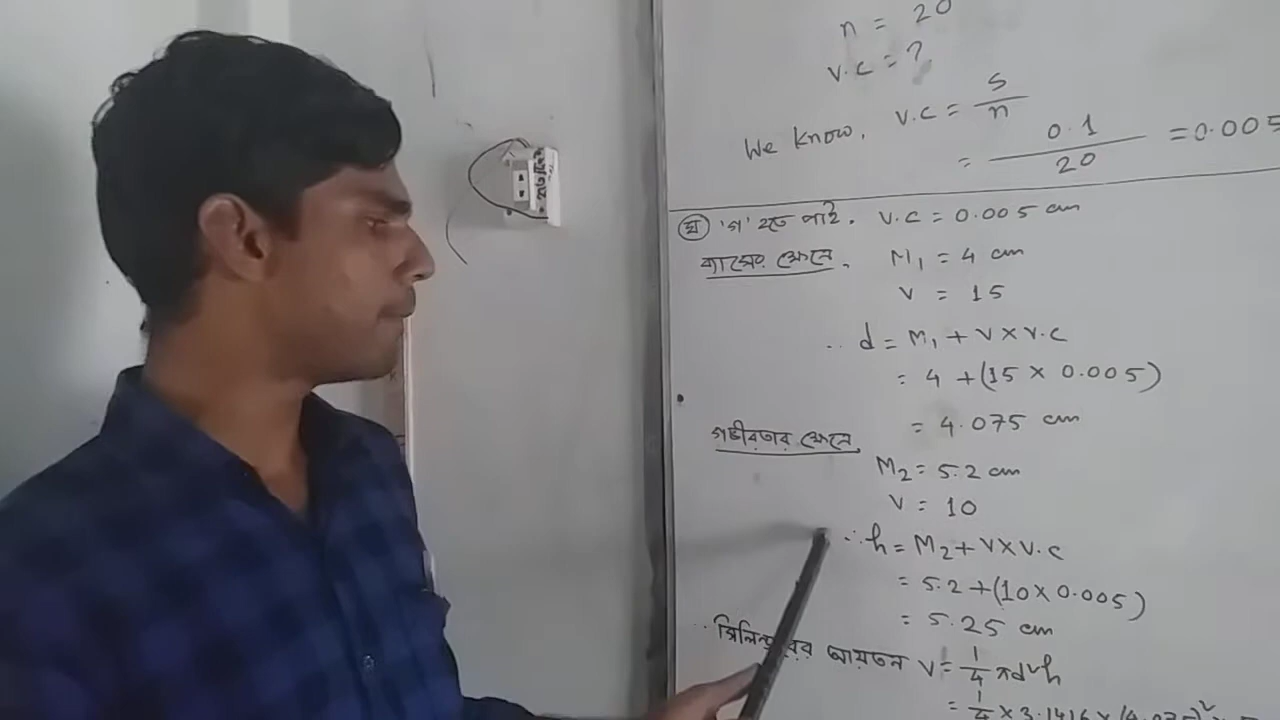 n = 20
v.c = ?
We know, v.c = s/n
= 0.1/20 = 0.005
(ঘ) 'গ' হতে পাই. v.c = 0.005 cm
ব্যাসের ক্ষেত্রে, M₁ = 4 cm
V = 15
∴ d = M₁ + V × V.C
= 4 + (15 × 0.005)
= 4.075 cm
গভীরতার ক্ষেত্রে,
M₂ = 5.2 cm
V = 10
∴ h = M₂ + V × V.C
= 5.2 + (10 × 0.005)
= 5.25 cm
∴ সিলিন্ডারের আয়তন V = 1/4 πd²h
= 1/4 × 3.1416 ×